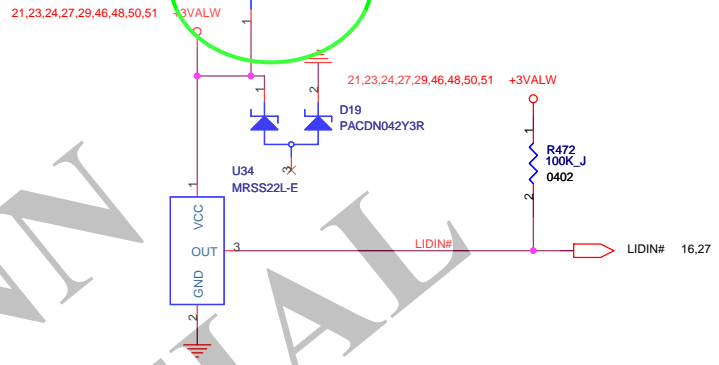 21,23,24,27,29,46,48,50,51 +3VALW
1
1
2
21,23,24,27,29,46,48,50,51 +3VALW
D19
PACDN042Y3R
1
R472
100K_J
0402
2
3
U34
MRSS22L-E
1
VCC
OUT
3
LIDIN#
LIDIN# 16,27
GND
2